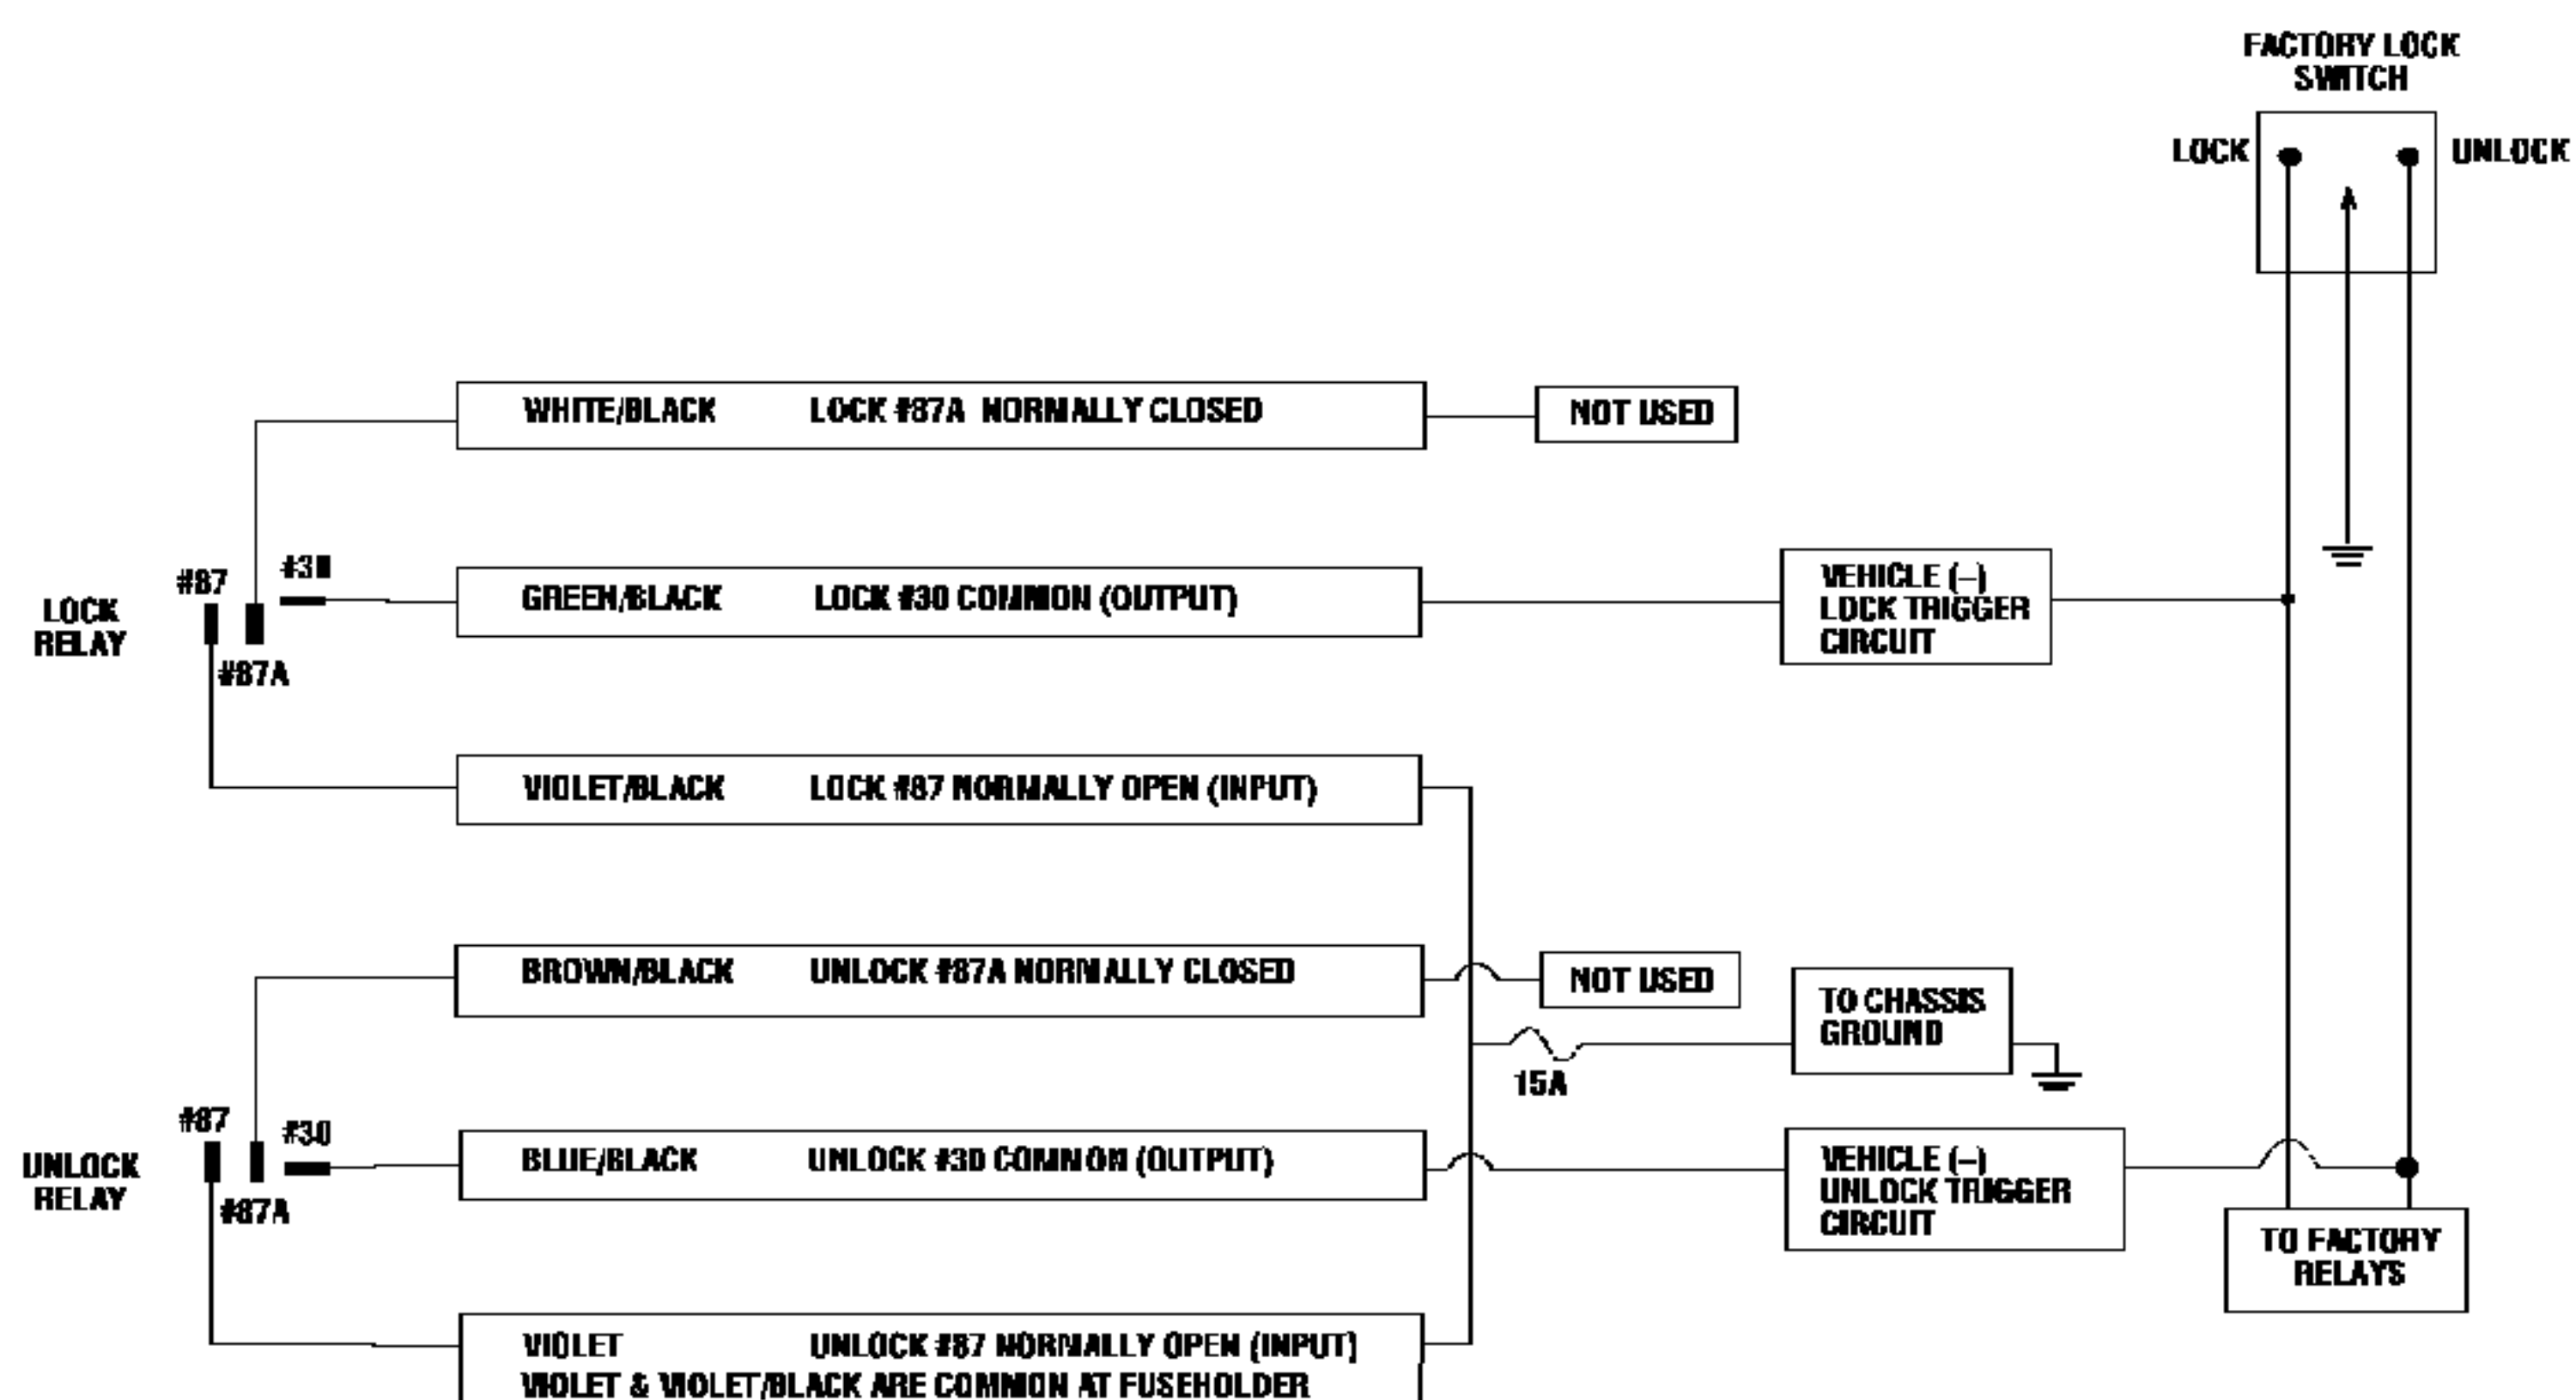 FACTORY LOCK
SWITCH
LOCK
UNLOCK
WHITE/BLACK LOCK #87A NORMALLY CLOSED
NOT USED
#87
#30
LOCK
RELAY
#87A
GREEN/BLACK LOCK #30 COMMON (OUTPUT)
VEHICLE (–)
LOCK TRIGGER
CIRCUIT
VIOLET/BLACK LOCK #87 NORMALLY OPEN (INPUT)
BROWN/BLACK UNLOCK #87A NORMALLY CLOSED
NOT USED
TO CHASSIS
GROUND
15A
#87
#30
UNLOCK
RELAY
#87A
BLUE/BLACK UNLOCK #30 COMMON (OUTPUT)
VEHICLE (–)
UNLOCK TRIGGER
CIRCUIT
TO FACTORY
RELAYS
VIOLET UNLOCK #87 NORMALLY OPEN (INPUT)
VIOLET & VIOLET/BLACK ARE COMMON AT FUSEHOLDER